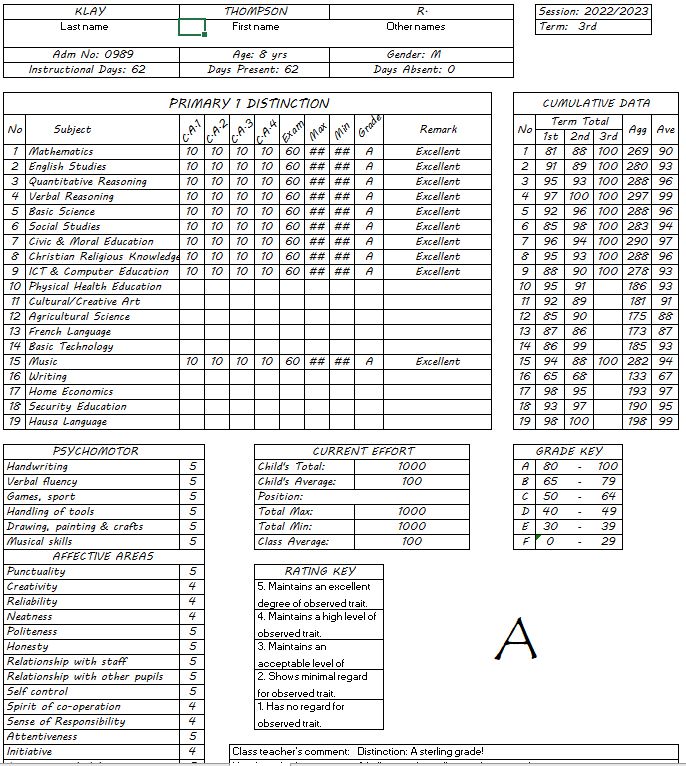 KLAY THOMPSON R. Session: 2022/2023
Last name First name Other names Term: 3rd
Adm No: 0989 Age: 8 yrs Gender: M
Instructional Days: 62 Days Present: 62 Days Absent: 0
PRIMARY 1 DISTINCTION CUMULATIVE DATA
No Subject C.A-1 C.A-2 C.A-3 C.A-4 Exam Max Min Grade Remark No Term Total Agg Ave
1st 2nd 3rd
1 Mathematics 10 10 10 10 60 ## ## A Excellent 1 81 88 100 269 90
2 English Studies 10 10 10 10 60 ## ## A Excellent 2 91 89 100 280 93
3 Quantitative Reasoning 10 10 10 10 60 ## ## A Excellent 3 95 93 100 288 96
4 Verbal Reasoning 10 10 10 10 60 ## ## A Excellent 4 97 100 100 297 99
5 Basic Science 10 10 10 10 60 ## ## A Excellent 5 92 96 100 288 96
6 Social Studies 10 10 10 10 60 ## ## A Excellent 6 85 98 100 283 94
7 Civic & Moral Education 10 10 10 10 60 ## ## A Excellent 7 96 94 100 290 97
8 Christian Religious Knowledge 10 10 10 10 60 ## ## A Excellent 8 95 93 100 288 96
9 ICT & Computer Education 10 10 10 10 60 ## ## A Excellent 9 88 90 100 278 93
10 Physical Health Education 10 95 91 186 93
11 Cultural/Creative Art 11 92 89 181 91
12 Agricultural Science 12 85 90 175 88
13 French Language 13 87 86 173 87
14 Basic Technology 14 86 99 185 93
15 Music 10 10 10 10 60 ## ## A Excellent 15 94 88 100 282 94
16 Writing 16 65 68 133 67
17 Home Economics 17 98 95 193 97
18 Security Education 18 93 97 190 95
19 Hausa Language 19 98 100 198 99
PSYCHOMOTOR CURRENT EFFORT GRADE KEY
Handwriting 5 Child's Total: 1000 A 80 - 100
Verbal fluency 5 Child's Average: 100 B 65 - 79
Games, sport 5 Position: C 50 - 64
Handling of tools 5 Total Max: 1000 D 40 - 49
Drawing, painting & crafts 5 Total Min: 1000 E 30 - 39
Musical skills 5 Class Average: 100 F 0 - 29
AFFECTIVE AREAS
Punctuality 5 RATING KEY
Creativity 4 5. Maintains an excellent
Reliability 4 degree of observed trait.
Neatness 4 4. Maintains a high level of
Politeness 5 observed trait.
Honesty 5 3. Maintains an
Relationship with staff 5 acceptable level of
Relationship with other pupils 5 2. Shows minimal regard
Self control 5 for observed trait.
Spirit of co-operation 4 1. Has no regard for
Sense of Responsibility 4 observed trait.
A
Attentiveness 5
Initiative 4 Class teacher's comment: Distinction: A sterling grade!